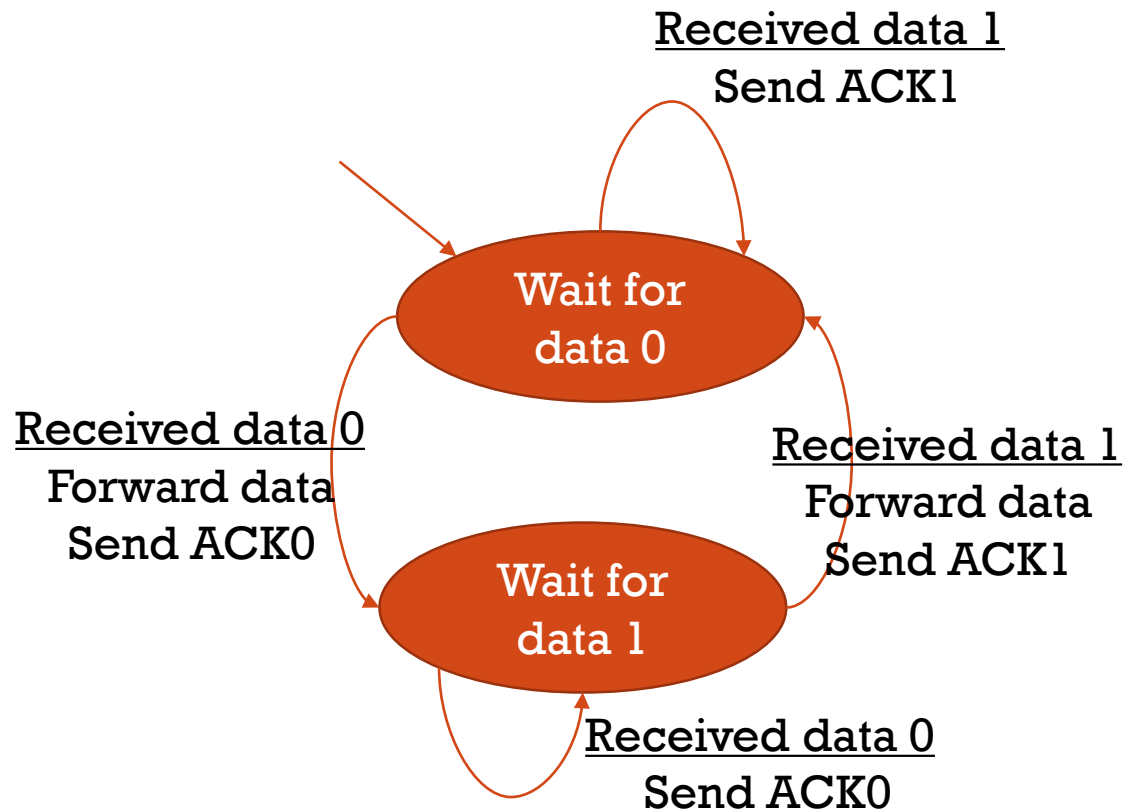 Received data 1
Send ACK1
Wait for
data 0
Received data 0
Forward data
Send ACK0
Received data 1
Forward data
Send ACK1
Wait for
data 1
Received data 0
Send ACK0